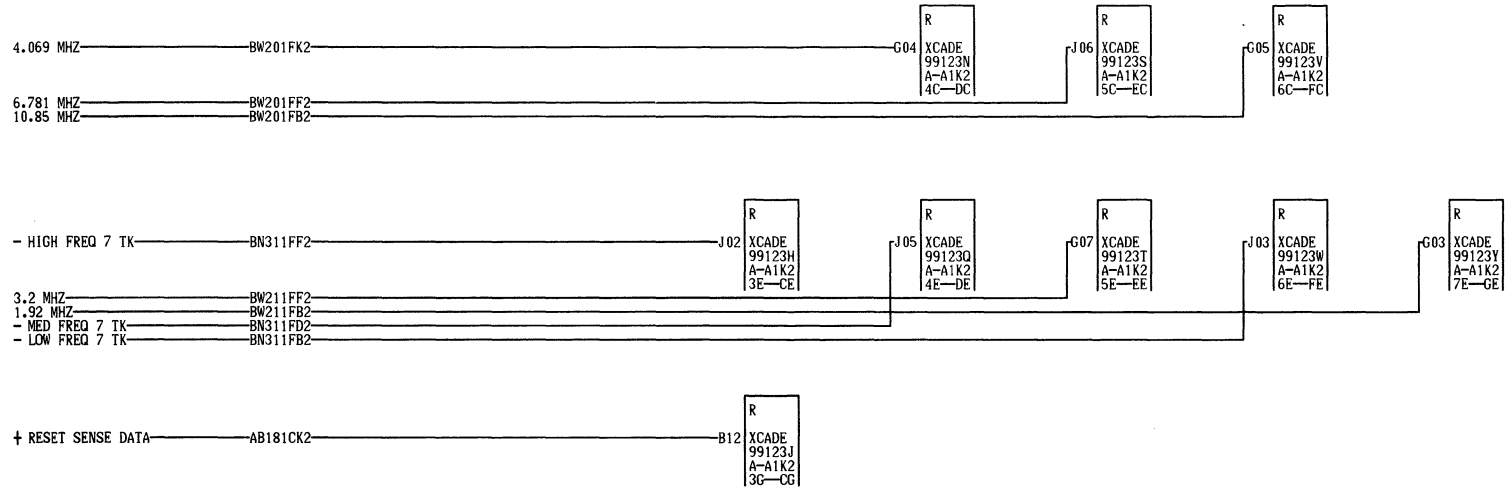 R R R
4.069 MHZ BW201FK2 G04 XCADE J06 XCADE G05 XCADE
99123N 99123S 99123V
A-A1K2 A-A1K2 A-A1K2
4C-DC 5C-EC 6C-FC
6.781 MHZ BW201FF2
10.85 MHZ BW201FB2
R R R R R
- HIGH FREQ 7 TK BN311FF2 J02 XCADE J05 XCADE G07 XCADE J03 XCADE G03 XCADE
99123H 99123Q 99123T 99123W 99123Y
A-A1K2 A-A1K2 A-A1K2 A-A1K2 A-A1K2
3E-CE 4E-DE 5E-EE 6E-FE 7E-GE
3.2 MHZ BW211FF2
1.92 MHZ BW211FB2
- MED FREQ 7 TK BN311FD2
- LOW FREQ 7 TK BN311FB2
R
+ RESET SENSE DATA AB181CK2 B12 XCADE
99123J
A-A1K2
3G-CG